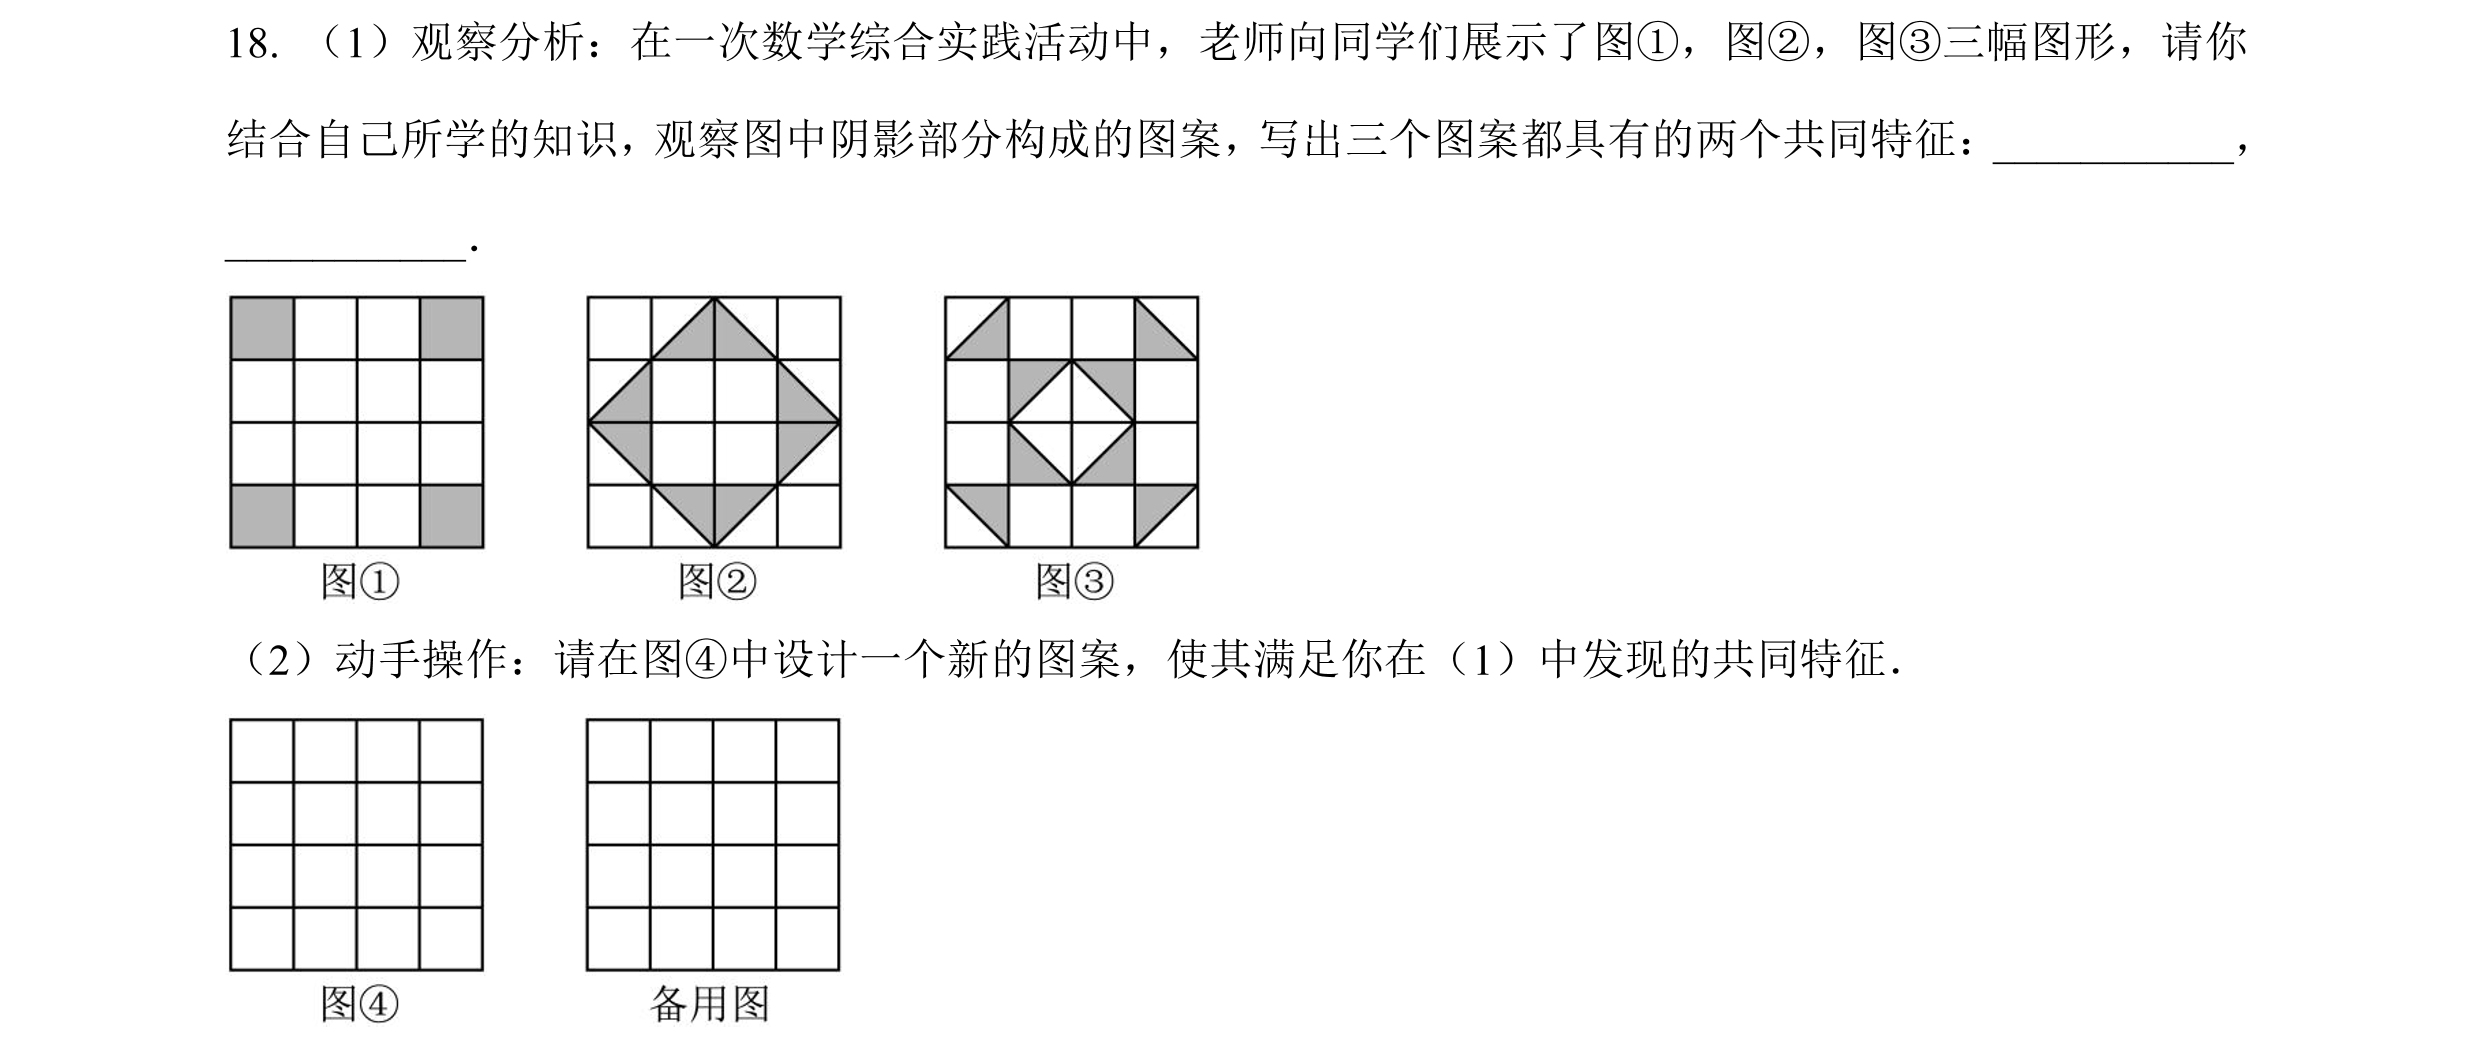 18. （1）观察分析：在一次数学综合实践活动中，老师向同学们展示了图①，图②，图③三幅图形，请你
结合自己所学的知识，观察图中阴影部分构成的图案，写出三个图案都具有的两个共同特征：___________，
___________．
图① 图② 图③
（2）动手操作：请在图④中设计一个新的图案，使其满足你在（1）中发现的共同特征．
图④ 备用图